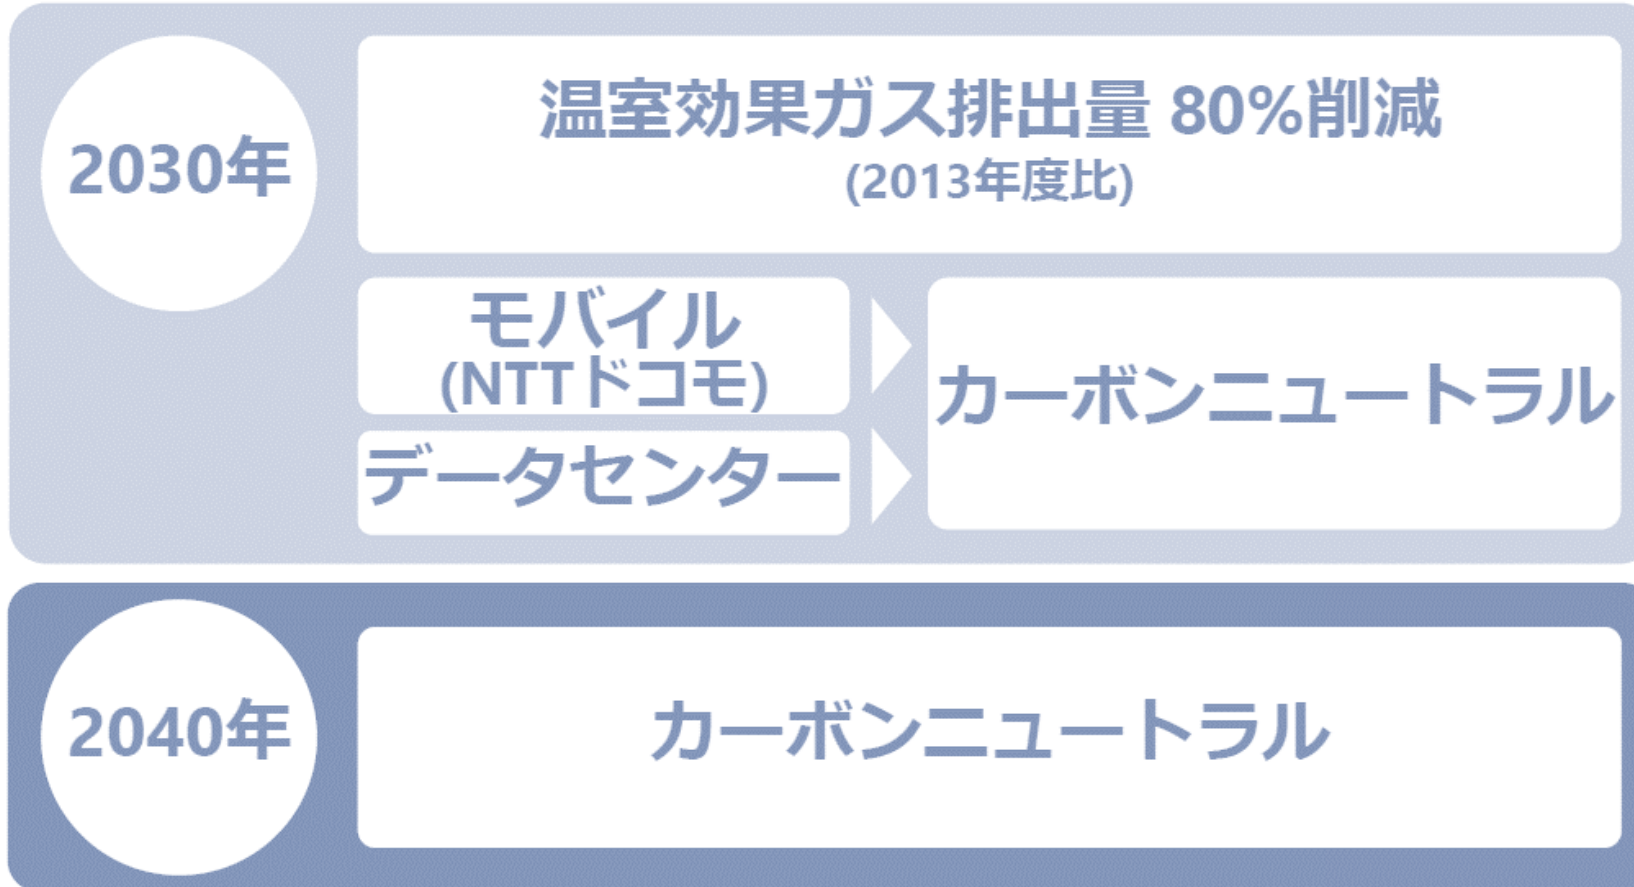 2030年
温室効果ガス排出量 80%削減
(2013年度比)
モバイル
(NTTドコモ)
データセンター
カーボンニュートラル
2040年
カーボンニュートラル